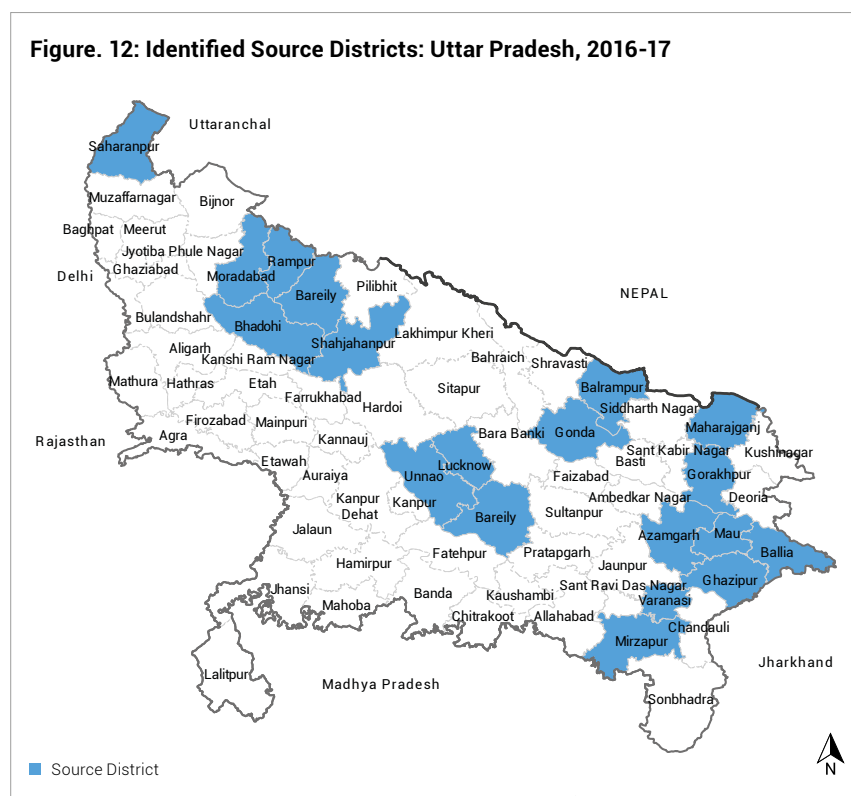 Figure. 12: Identified Source Districts: Uttar Pradesh, 2016-17
Uttaranchal
Saharanpur
Muzaffarnagar
Bijnor
Baghpat
Meerut
Jyotiba Phule Nagar
Rampur
Delhi
Ghaziabad
Moradabad
Pilibhit
Bareily
NEPAL
Bulandshahr
Bhadohi
Lakhimpur Kheri
Aligarh
Shahjahanpur
Kanshi Ram Nagar
Bahraich
Shravasti
Mathura
Hathras
Etah
Sitapur
Balrampur
Farrukhabad
Hardoi
Siddharth Nagar
Firozabad
Mainpuri
Maharajganj
Rajasthan
Agra
Kannauj
Bara Banki
Gonda
Sant Kabir Nagar
Kushinagar
Etawah
Lucknow
Basti
Auraiya
Unnao
Faizabad
Gorakhpur
Kanpur
Dehat
Kanpur
Ambedkar Nagar
Deoria
Bareily
Sultanpur
Jalaun
Azamgarh
Mau
Fatehpur
Pratapgarh
Ballia
Hamirpur
Jaunpur
Ghazipur
Jhansi
Banda
Kaushambi
Sant Ravi Das Nagar
Mahoba
Varanasi
Chitrakoot
Allahabad
Chandauli
Mirzapur
Lalitpur
Madhya Pradesh
Jharkhand
Sonbhadra
Source District
N